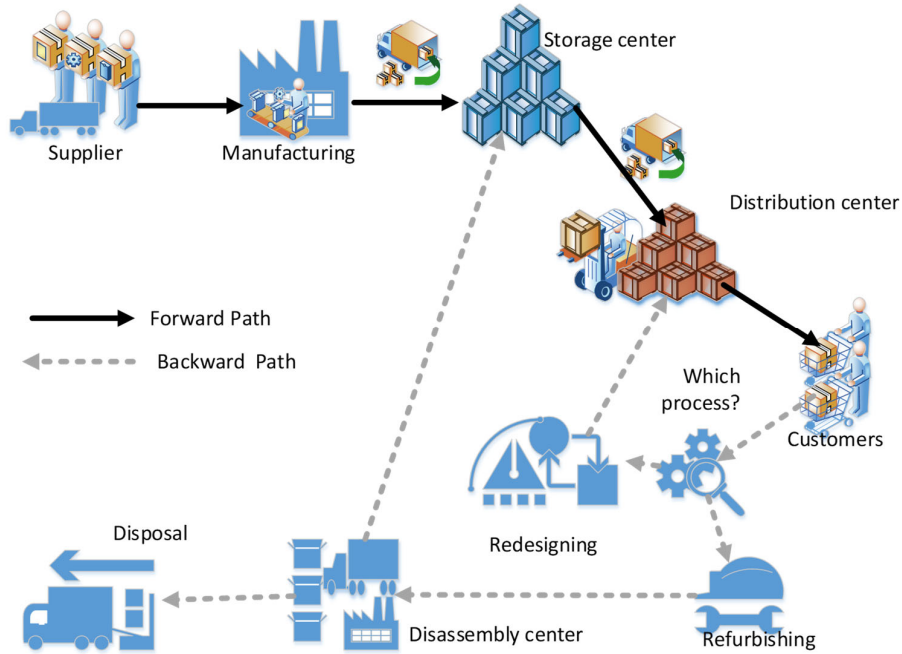 Storage center
Supplier
Manufacturing
Distribution center
Forward Path
Backward Path
Which
process?
Customers
Disposal
Redesigning
Disassembly center
Refurbishing